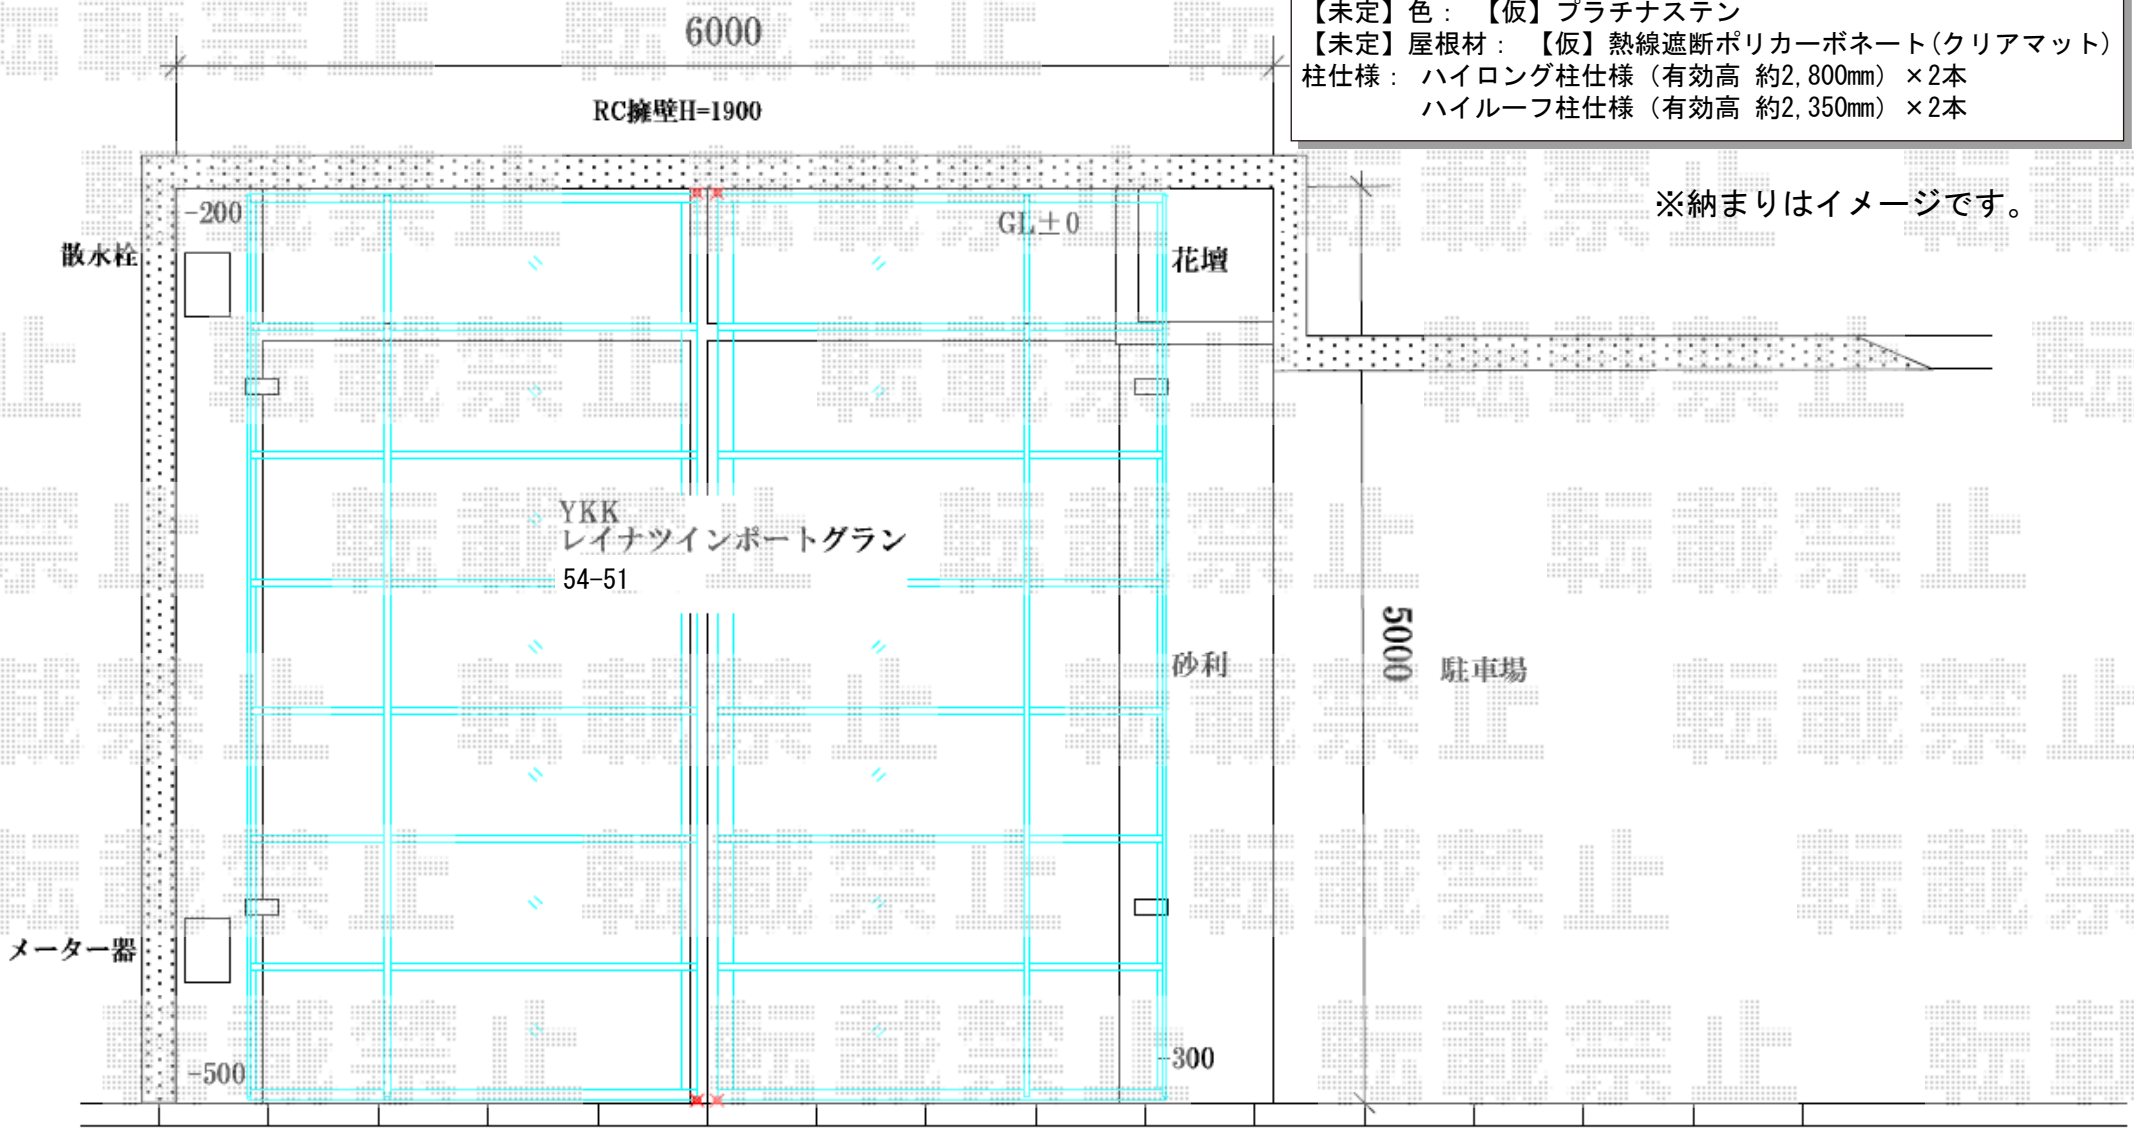 6000
【未定】色： 【仮】プラチナステン
【未定】屋根材： 【仮】熱線遮断ポリカーボネート(クリアマット)
柱仕様： ハイロング柱仕様（有効高 約2,800㎜）×2本
ハイルーフ柱仕様（有効高 約2,350㎜）×2本
RC擁壁H=1900
※納まりはイメージです。
-200
GL±0
散水栓
花壇
YKK
レイナツインポートグラン
54-51
5000
砂利
駐車場
メーター器
-500
-300
転載禁止